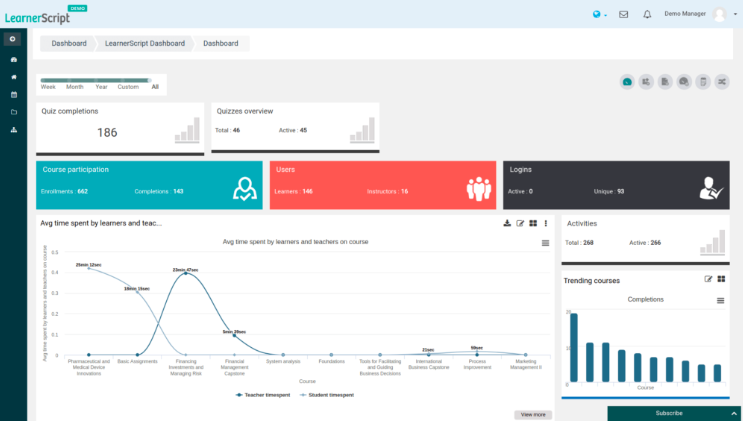 LearnerScript
DEMO
Demo Manager
Dashboard LearnerScript Dashboard Dashboard
Week Month Year Custom All
Quiz completions
186
Quizzes overview
Total : 46 Active : 45
Course participation
Enrollments : 662 Completions : 143
Users
Learners : 146 Instructors : 16
Logins
Active : 0 Unique : 93
Avg time spent by learners and teac...
Avg time spent by learners and teachers on course
Avg time spent by learners and teachers on course
0.5
0.4
0.3
0.2
0.1
0
25min 12sec
18min 15sec
23min 47sec
21sec
58sec
Pharmaceutical and Medical Device Innovations
Basic Assignments
Financing Investments and Managing Risk
Financial Management Capstone
System analysis
Foundations
Tools for Facilitating and Guiding Business Decisions
International Business Capstone
Process Improvement
Marketing Management II
Course
Teacher timespent Student timespent
View more
Activities
Total : 268 Active : 266
Trending courses
Completions
20
10
0
Course
Subscribe